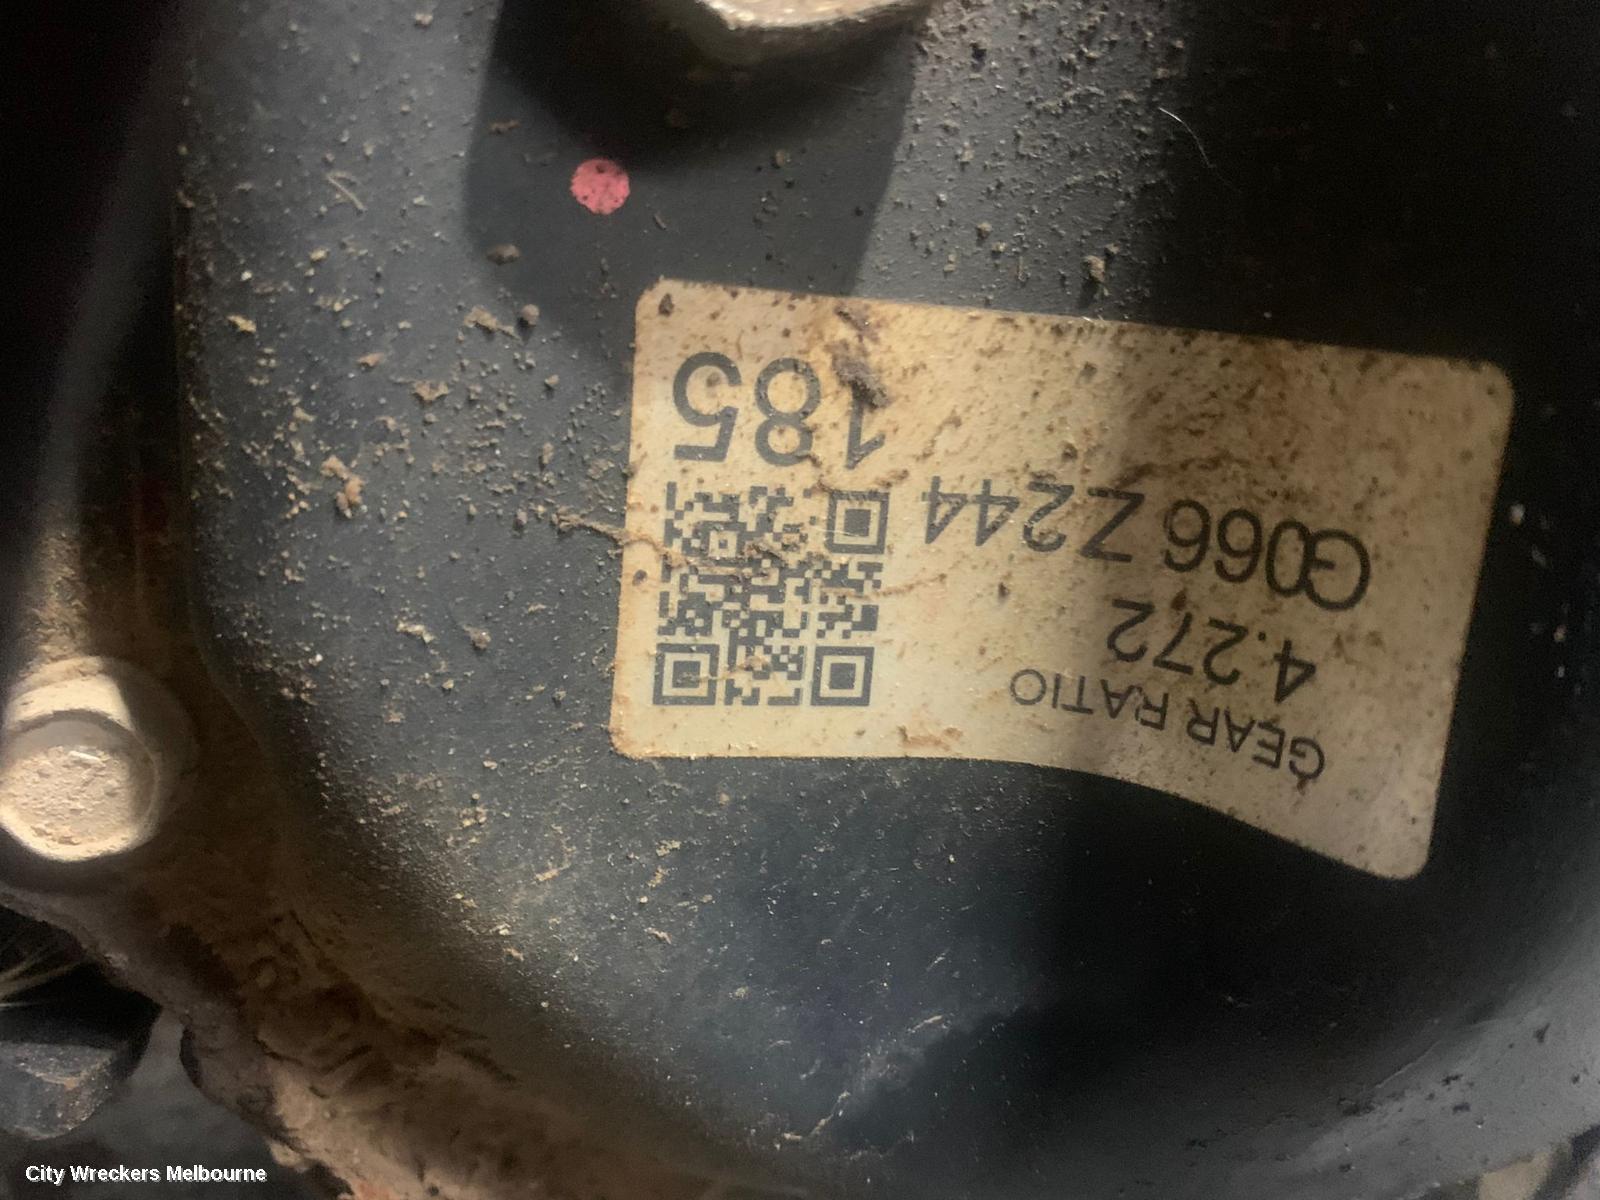 GEAR RATIO
4.272
G066 Z244
185
City Wreckers Melbourne